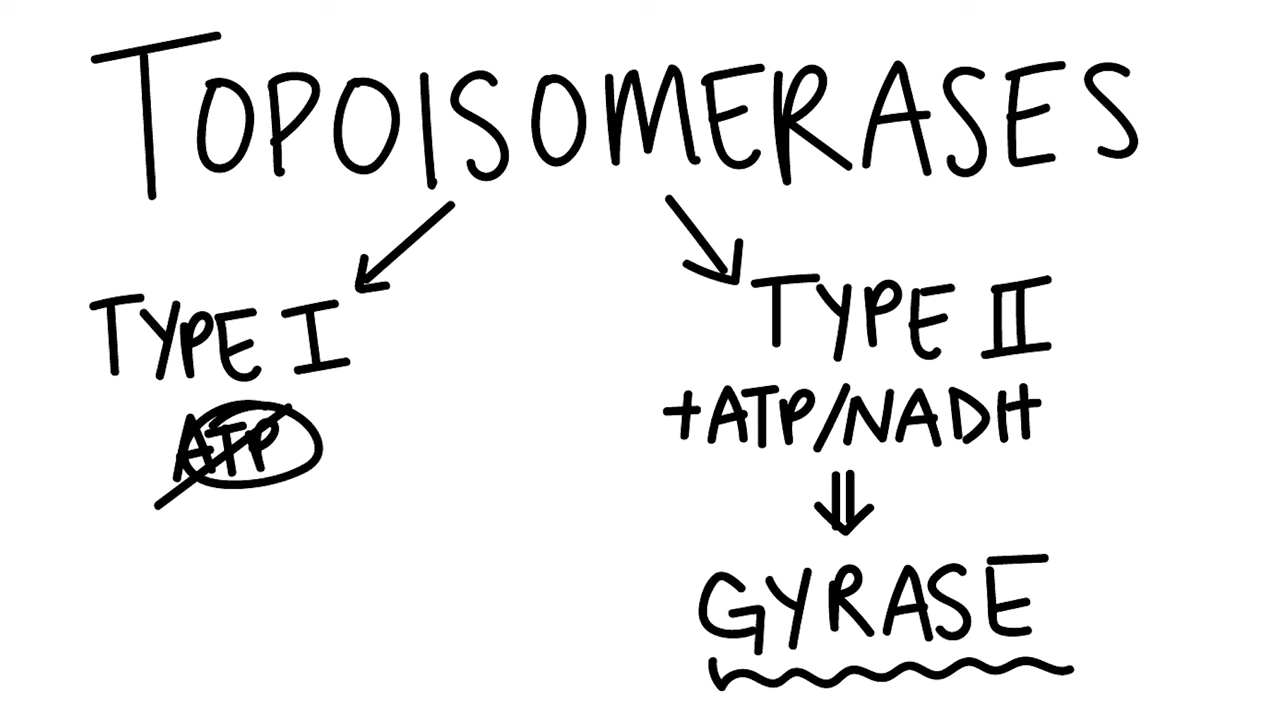 TOPOISOMERASES
TYPE I
TYPE II
ATP
+ATP/NADH
GYRASE